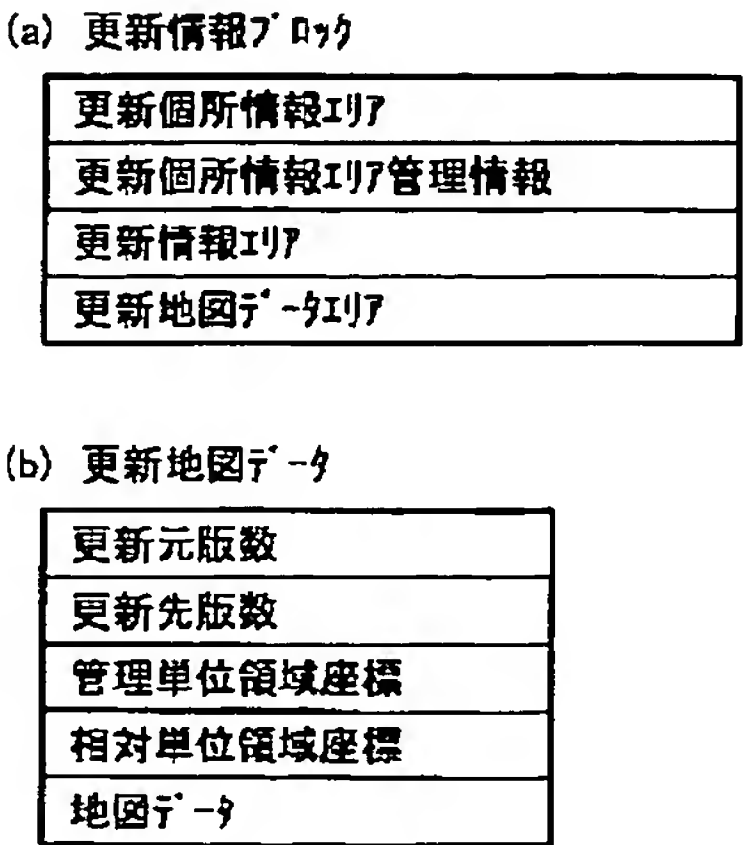 (a) 更新情報ﾌﾞﾛｯｸ
更新個所情報ｴﾘｱ
更新個所情報ｴﾘｱ管理情報
更新情報ｴﾘｱ
更新地図ﾃﾞｰﾀｴﾘｱ
(b) 更新地図ﾃﾞｰﾀ
更新元版数
更新先版数
管理単位領域座標
相対単位領域座標
地図ﾃﾞｰﾀ